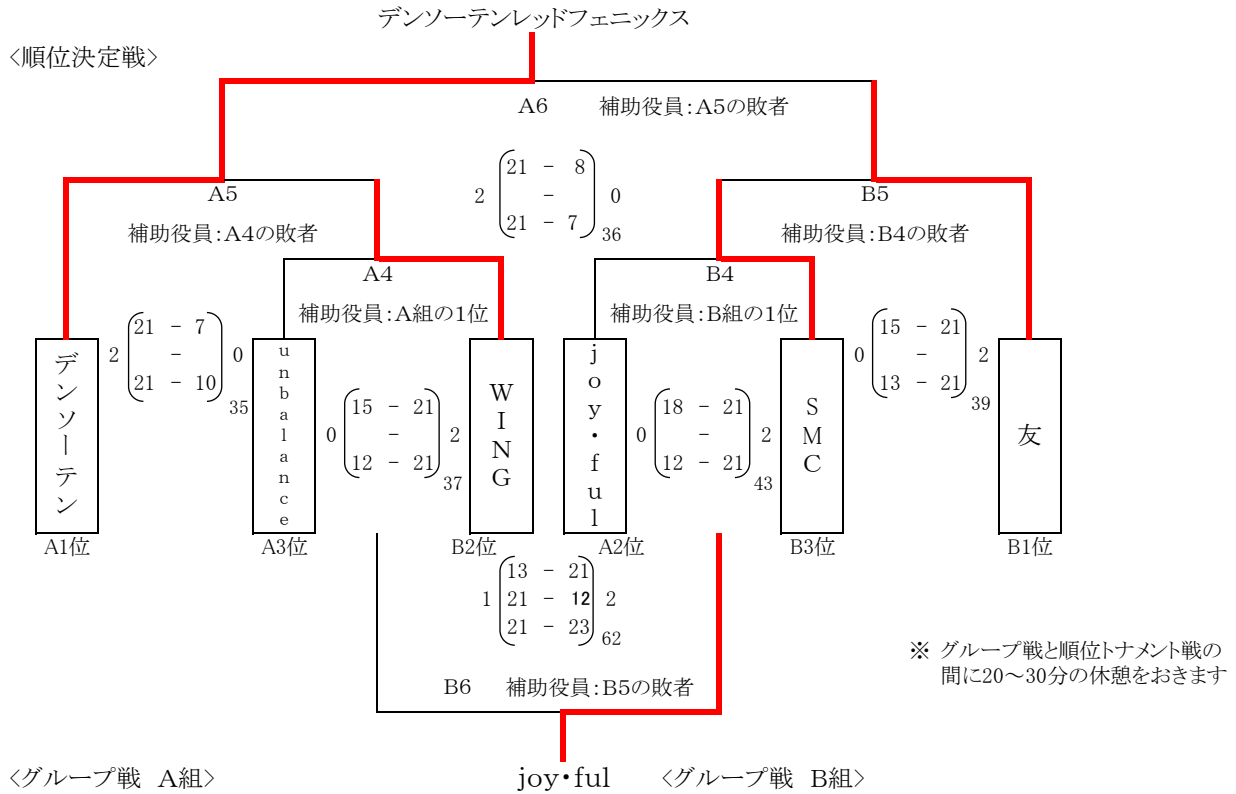 デンソーテンレッドフェニックス
<順位決定戦>
A6 補助役員:A5の敗者
2 21 - 8 0
-
21 - 7 36
A5
補助役員:A4の敗者
B5
補助役員:B4の敗者
A4
補助役員:A組の1位
B4
補助役員:B組の1位
デンソーテン
A1位
2 21 - 7 0
-
21 - 10 35
unbalance
A3位
0 15 - 21 2
-
12 - 21 37
WING
B2位
joy・ful
A2位
0 18 - 21 2
-
12 - 21 43
SMC
B3位
0 15 - 21 2
-
13 - 21 39
友
B1位
13 - 21
1 21 - 12 2
21 - 23 62
B6 補助役員:B5の敗者
※ グループ戦と順位トナメント戦の
間に20～30分の休憩をおきます
<グループ戦 A組>
joy・ful
<グループ戦 B組>